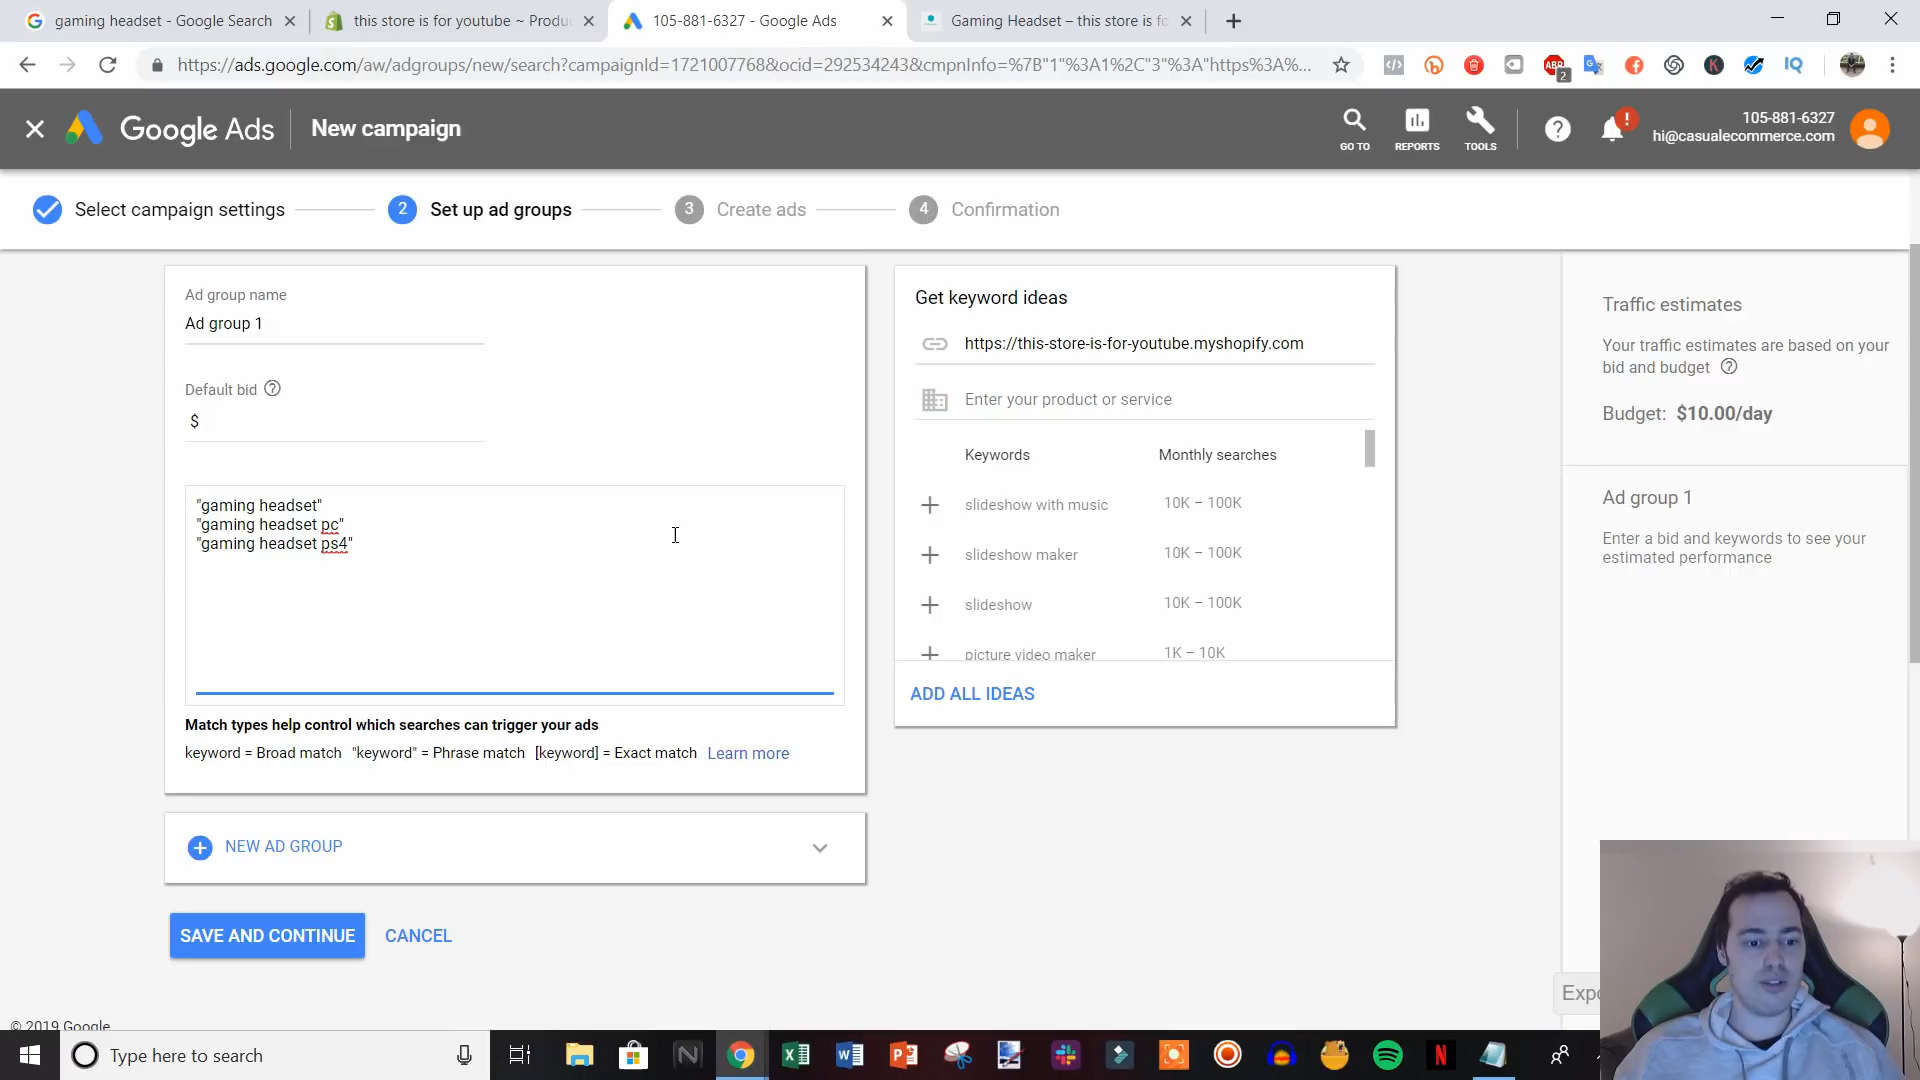 gaming headset - Google Search
this store is for youtube ~ Produ
105-881-6327 - Google Ads
Gaming Headset – this store is fo
https://ads.google.com/aw/adgroups/new/search?campaignId=1721007768&ocid=292534243&cmpnInfo=%7B"1"%3A1%2C"3"%3A"https%3A%...
ABP
2
K
IQ
Google Ads
New campaign
GO TO
REPORTS
TOOLS
105-881-6327
hi@casualecommerce.com
Select campaign settings
2 Set up ad groups
3 Create ads
4 Confirmation
Ad group name
Ad group 1
Default bid
$
"gaming headset"
"gaming headset pc"
"gaming headset ps4"
Match types help control which searches can trigger your ads
keyword = Broad match "keyword" = Phrase match [keyword] = Exact match Learn more
NEW AD GROUP
SAVE AND CONTINUE
CANCEL
Get keyword ideas
https://this-store-is-for-youtube.myshopify.com
Enter your product or service
Keywords Monthly searches
slideshow with music 10K – 100K
slideshow maker 10K – 100K
slideshow 10K – 100K
picture video maker 1K – 10K
ADD ALL IDEAS
Traffic estimates
Your traffic estimates are based on your
bid and budget
Budget: $10.00/day
Ad group 1
Enter a bid and keywords to see your
estimated performance
Expo
© 2019 Google
Type here to search